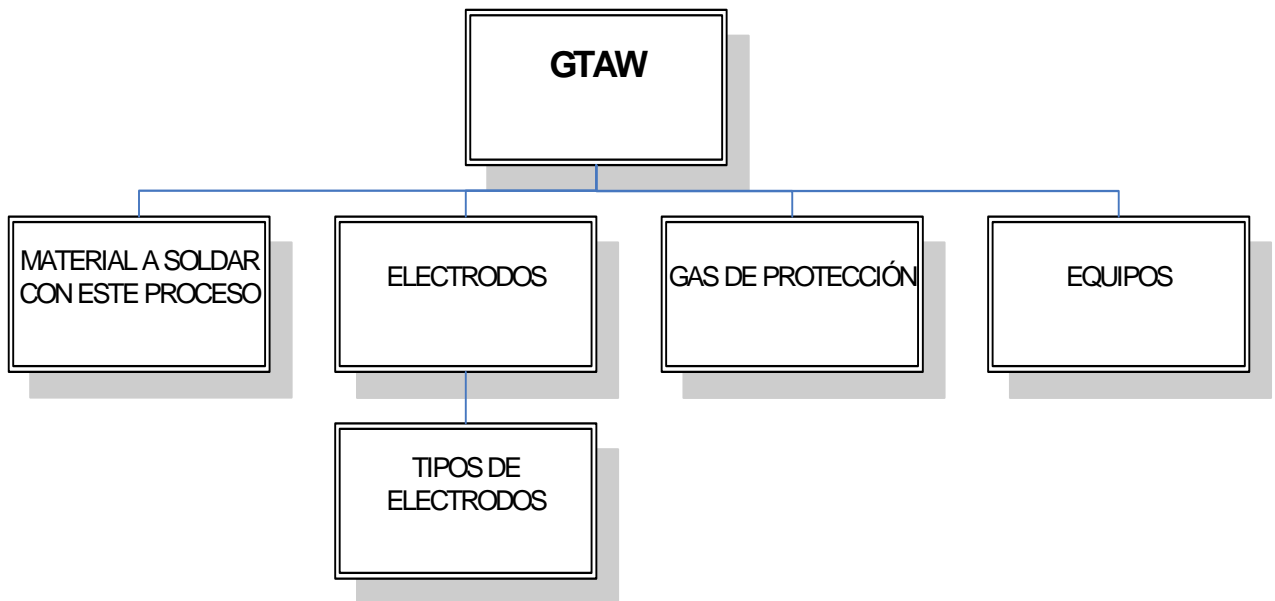 GTAW
MATERIAL A SOLDAR
CON ESTE PROCESO
ELECTRODOS
GAS DE PROTECCIÓN
EQUIPOS
TIPOS DE
ELECTRODOS